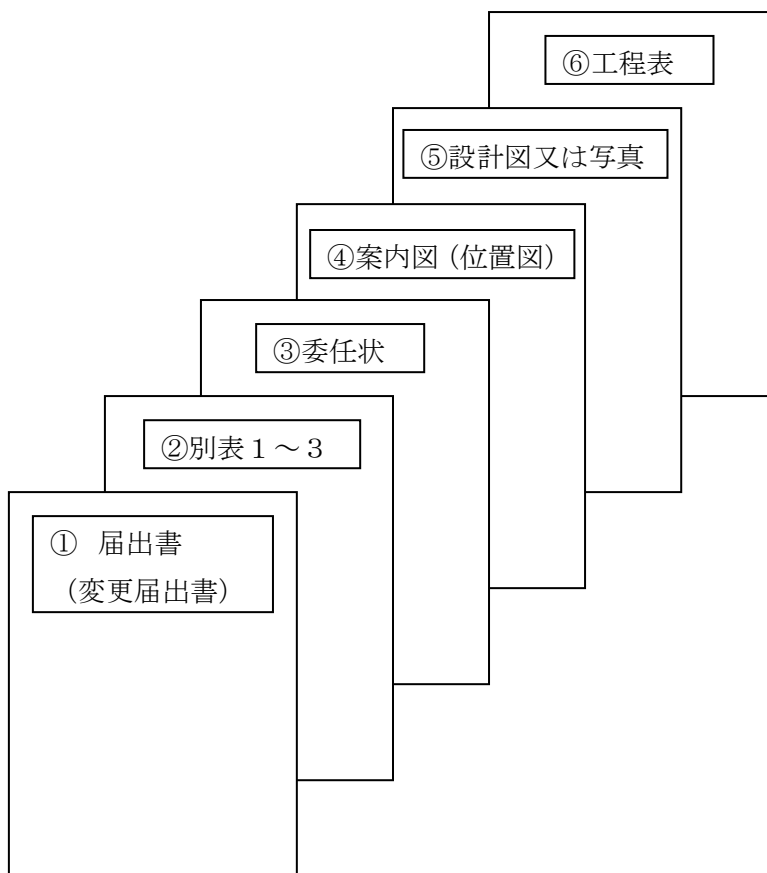 ⑥工程表
⑤設計図又は写真
④案内図（位置図）
③委任状
②別表１～３
①　届出書
（変更届出書）